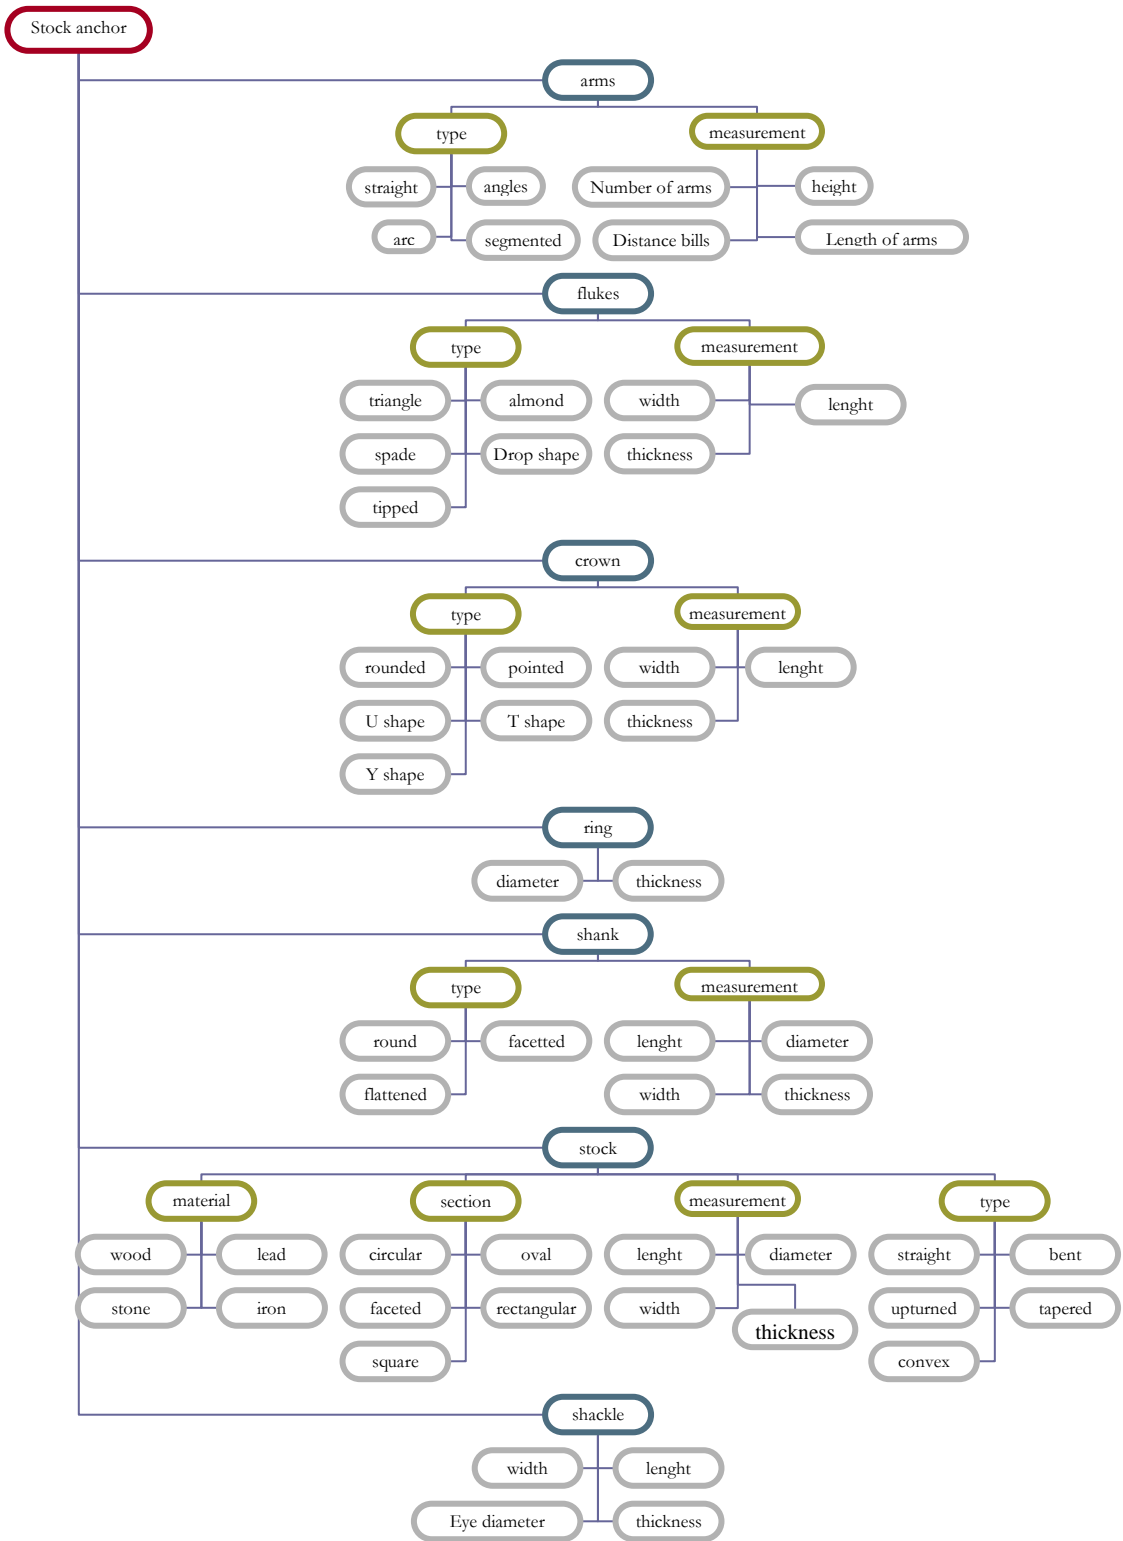 Stock anchor
arms
type
measurement
straight
angles
Number of arms
height
arc
segmented
Distance bills
Length of arms
flukes
type
measurement
triangle
almond
width
lenght
spade
Drop shape
thickness
tipped
crown
type
measurement
rounded
pointed
width
lenght
U shape
T shape
thickness
Y shape
ring
diameter
thickness
shank
type
measurement
round
facetted
lenght
diameter
flattened
width
thickness
stock
material
section
measurement
type
wood
lead
circular
oval
lenght
diameter
straight
bent
stone
iron
faceted
rectangular
width
thickness
upturned
tapered
square
convex
shackle
width
lenght
Eye diameter
thickness